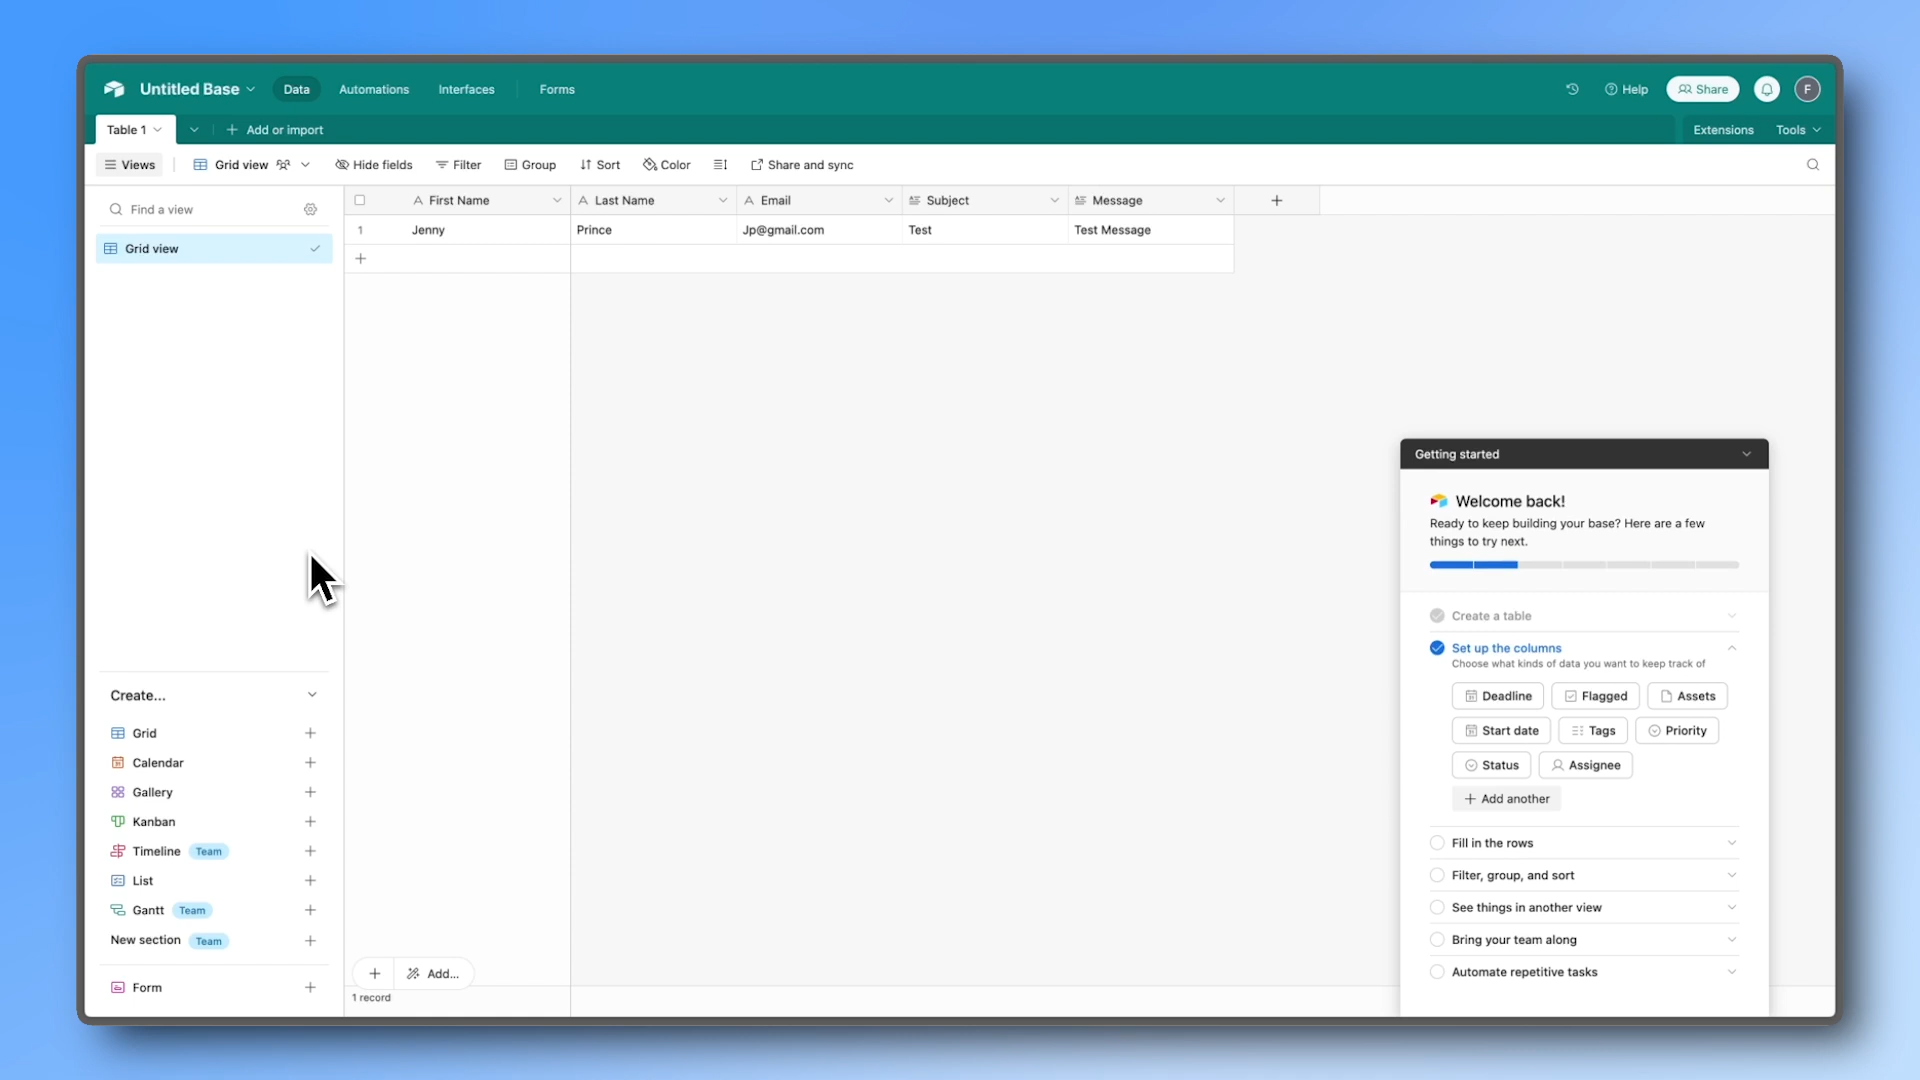 Untitled Base
Data
Automations
Interfaces
Forms
Help
Share
F
Table 1
Add or import
Extensions
Tools
Views
Grid view
Hide fields
Filter
Group
Sort
Color
Share and sync
Find a view
Grid view
First Name
Last Name
Email
Subject
Message
1
Jenny
Prince
Jp@gmail.com
Test
Test Message
Create...
Grid
Calendar
Gallery
Kanban
Timeline Team
List
Gantt Team
New section Team
Form
Add...
1 record
Getting started
Welcome back!
Ready to keep building your base? Here are a few
things to try next.
Create a table
Set up the columns
Choose what kinds of data you want to keep track of
Deadline
Flagged
Assets
Start date
Tags
Priority
Status
Assignee
Add another
Fill in the rows
Filter, group, and sort
See things in another view
Bring your team along
Automate repetitive tasks